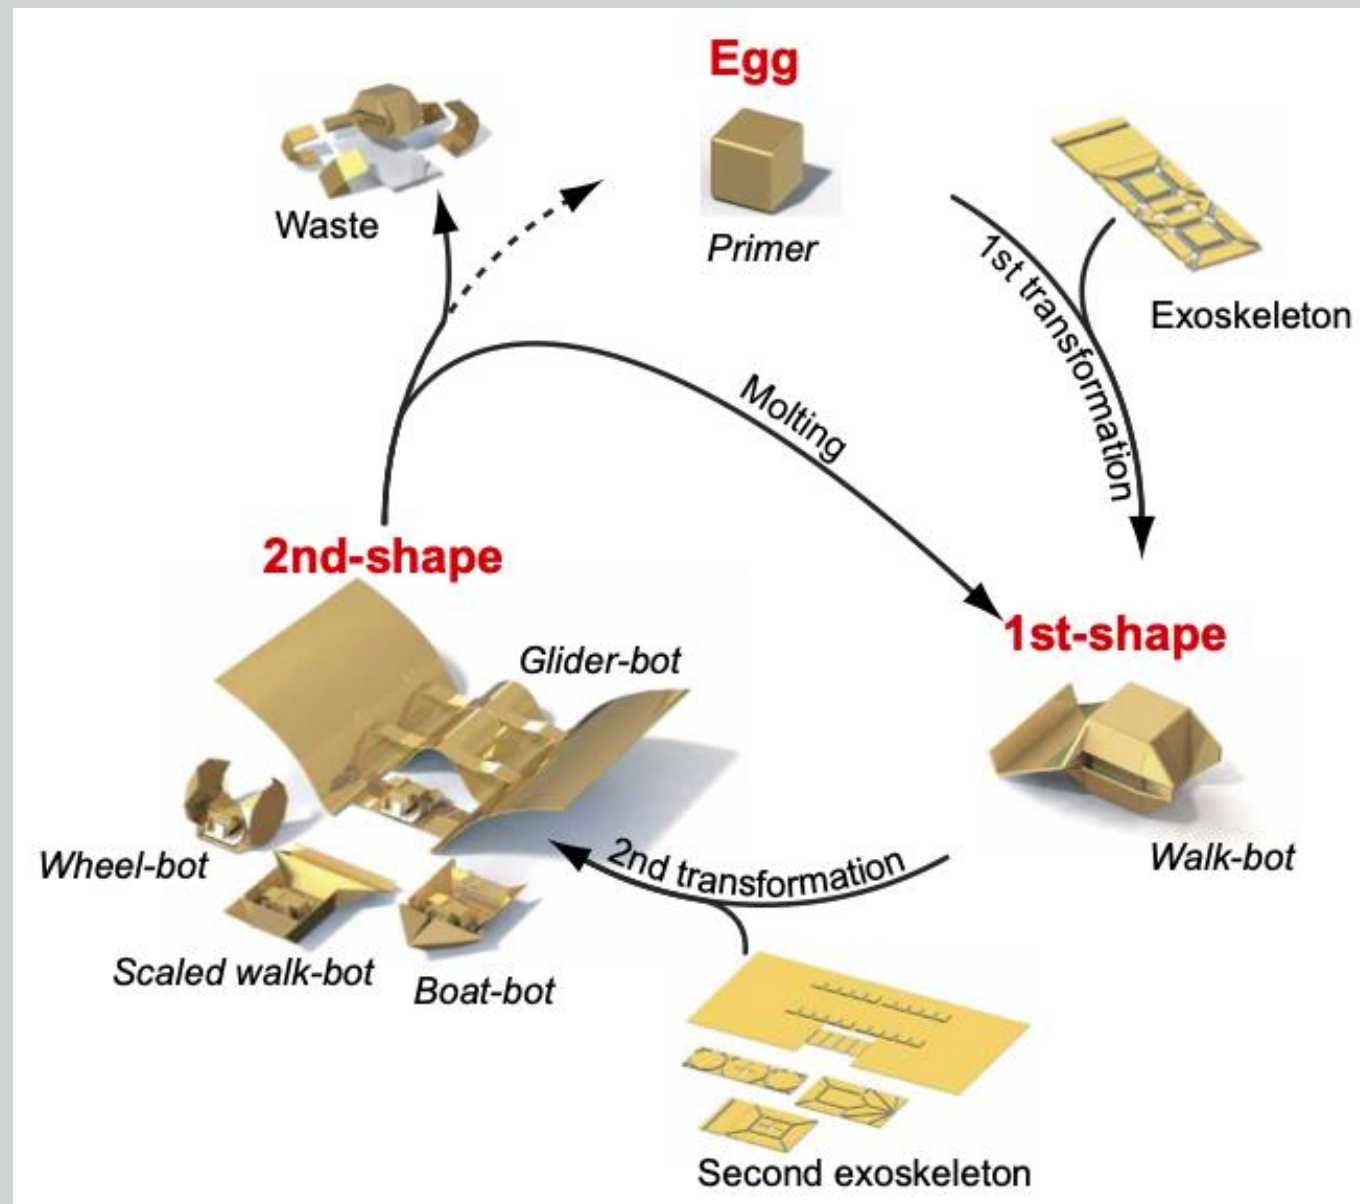 Egg
Primer
Waste
Exoskeleton
1st transformation
Molting
2nd-shape
1st-shape
Glider-bot
Walk-bot
Wheel-bot
2nd transformation
Scaled walk-bot
Boat-bot
Second exoskeleton